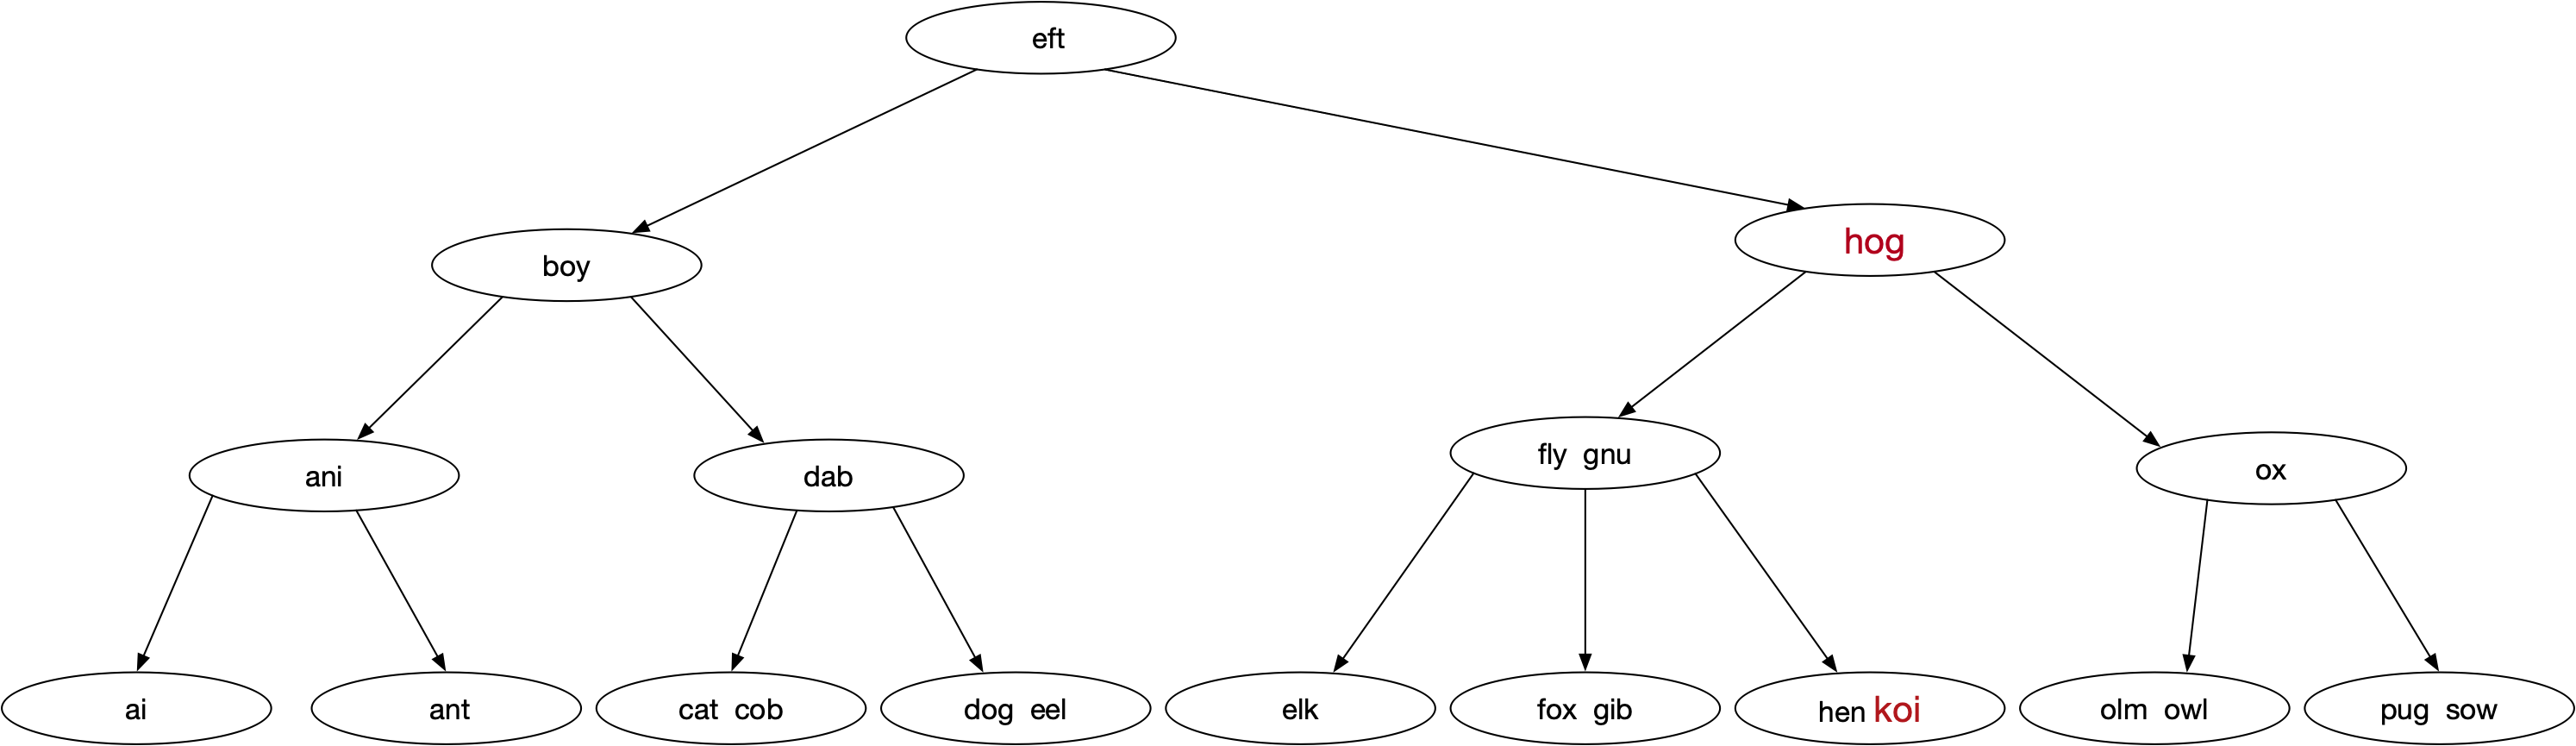 eft
boy
hog
ani
dab
fly gnu
ox
ai
ant
cat cob
dog eel
elk
fox gib
hen koi
olm owl
pug sow